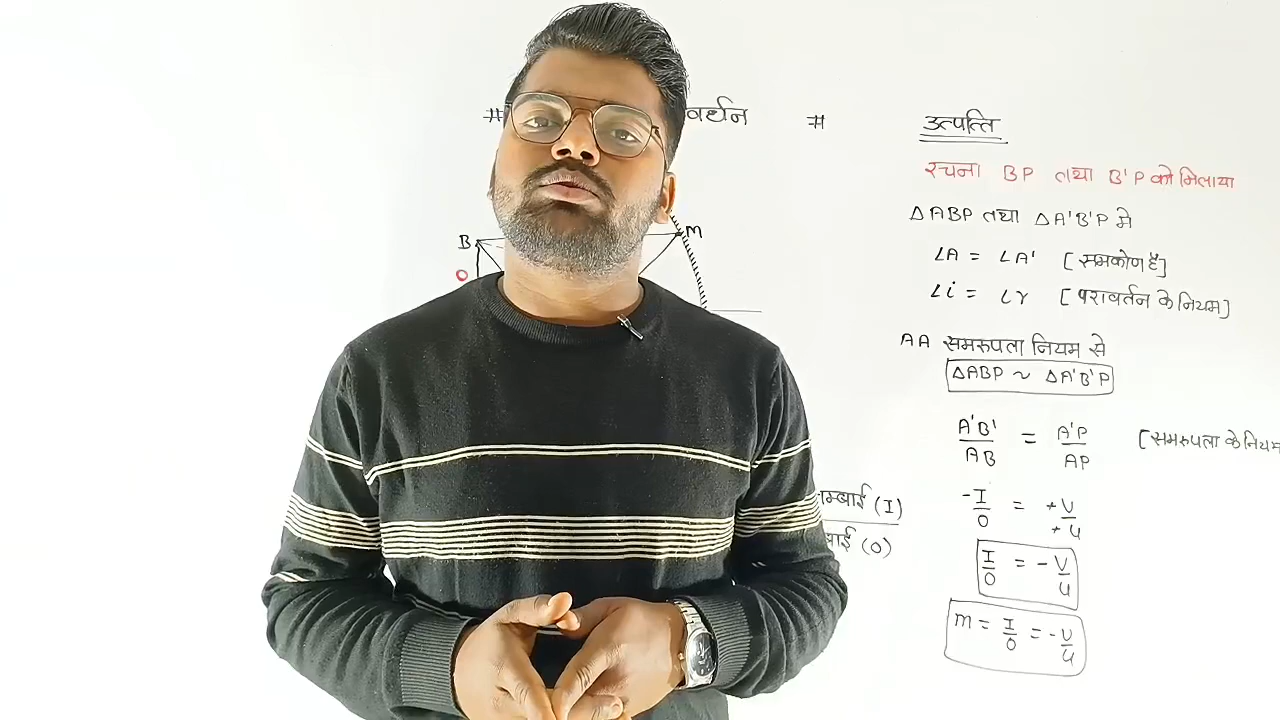 # वर्धन #
B M
O
म्बाई (I)
ाई (O)
उत्पत्ति
रचना BP तथा B'P को मिलाया
ΔABP तथा ΔA'B'P मे
∠A = ∠A' [समकोण हैं]
∠i = ∠r [परावर्तन के नियम]
AA समरूपता नियम से
ΔABP ~ ΔA'B'P
A'B'/AB = A'P/AP [समरुपता के नियम
-I/O = +V/+u
I/O = -V/u
m = I/O = -V/u